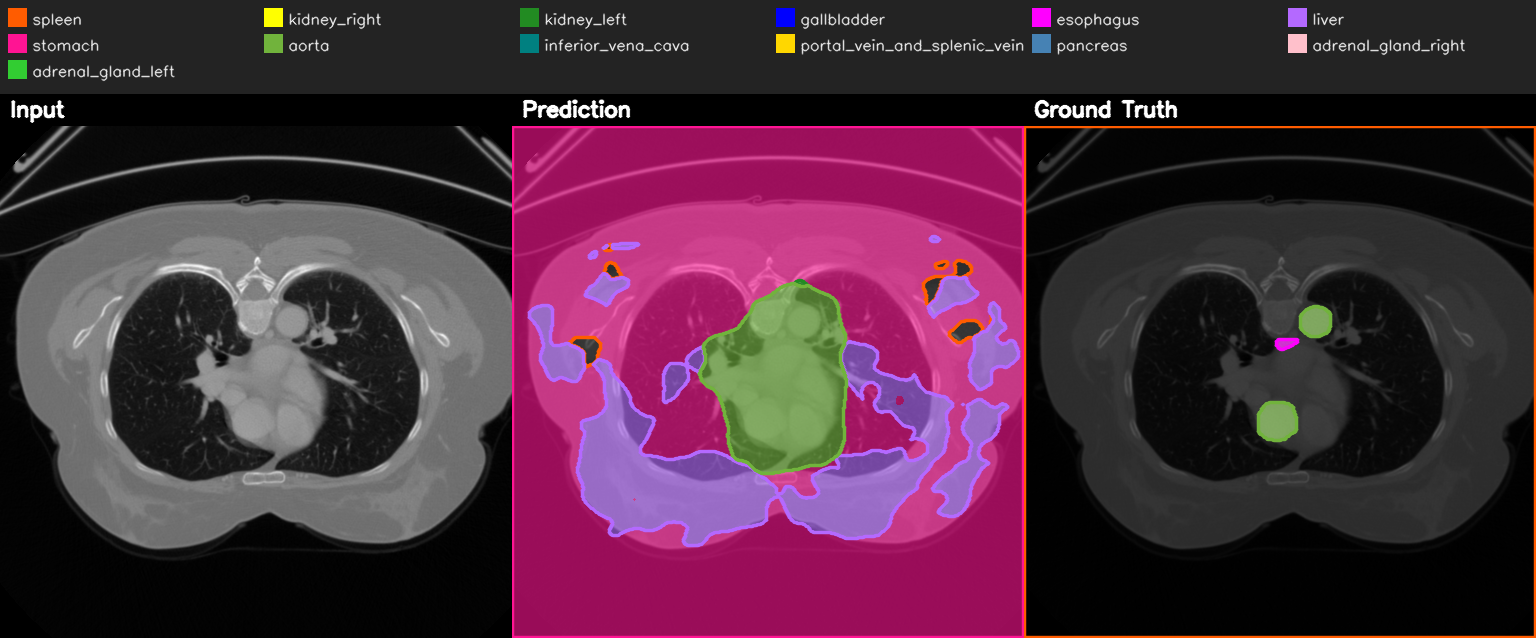 spleen kidney_right kidney_left gallbladder esophagus liver
stomach aorta inferior_vena_cava portal_vein_and_splenic_vein pancreas adrenal_gland_right
adrenal_gland_left
Input Prediction Ground Truth